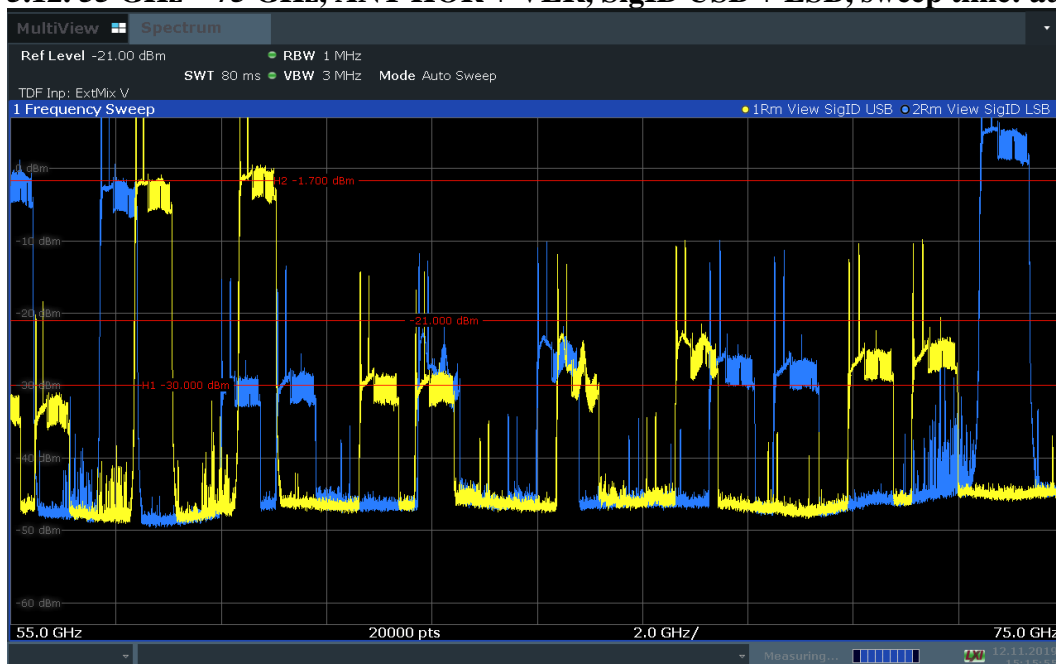 MultiView Spectrum
Ref Level -21.00 dBm RBW 1 MHz
SWT 80 ms VBW 3 MHz Mode Auto Sweep
TDF Inp: ExtMix V
1 Frequency Sweep 1Rm View SigID USB 2Rm View SigID LSB
0 dBm
H2 -1.700 dBm
-10 dBm
-20 dBm
-21.000 dBm
-30 dBm
H1 -30.000 dBm
-40 dBm
-50 dBm
-60 dBm
55.0 GHz 20000 pts 2.0 GHz/ 75.0 GHz
Measuring... LXI 12.11.2019